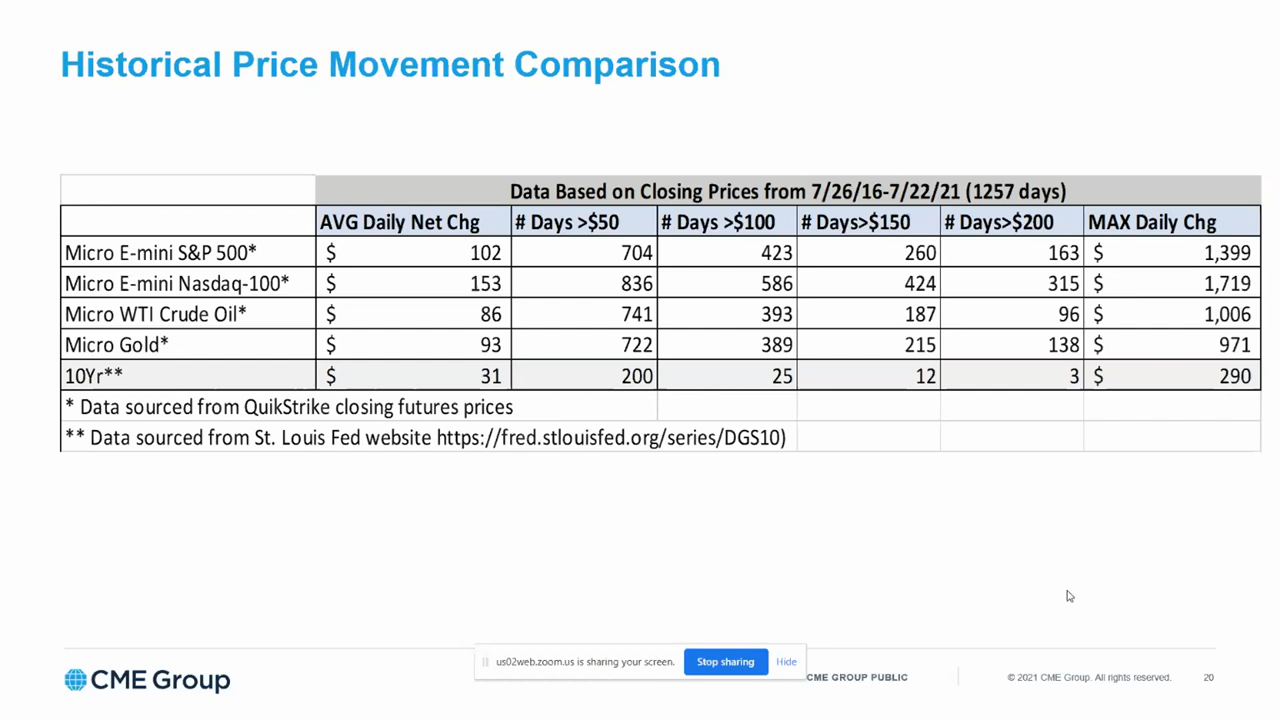 Historical Price Movement Comparison
Data Based on Closing Prices from 7/26/16-7/22/21 (1257 days)
AVG Daily Net Chg # Days >$50 # Days >$100 # Days>$150 # Days>$200 MAX Daily Chg
Micro E-mini S&P 500* $ 102 704 423 260 163 $ 1,399
Micro E-mini Nasdaq-100* $ 153 836 586 424 315 $ 1,719
Micro WTI Crude Oil* $ 86 741 393 187 96 $ 1,006
Micro Gold* $ 93 722 389 215 138 $ 971
10Yr** $ 31 200 25 12 3 $ 290
* Data sourced from QuikStrike closing futures prices
** Data sourced from St. Louis Fed website https://fred.stlouisfed.org/series/DGS10)
us02web.zoom.us is sharing your screen. Stop sharing Hide
CME Group CME GROUP PUBLIC © 2021 CME Group. All rights reserved. 20